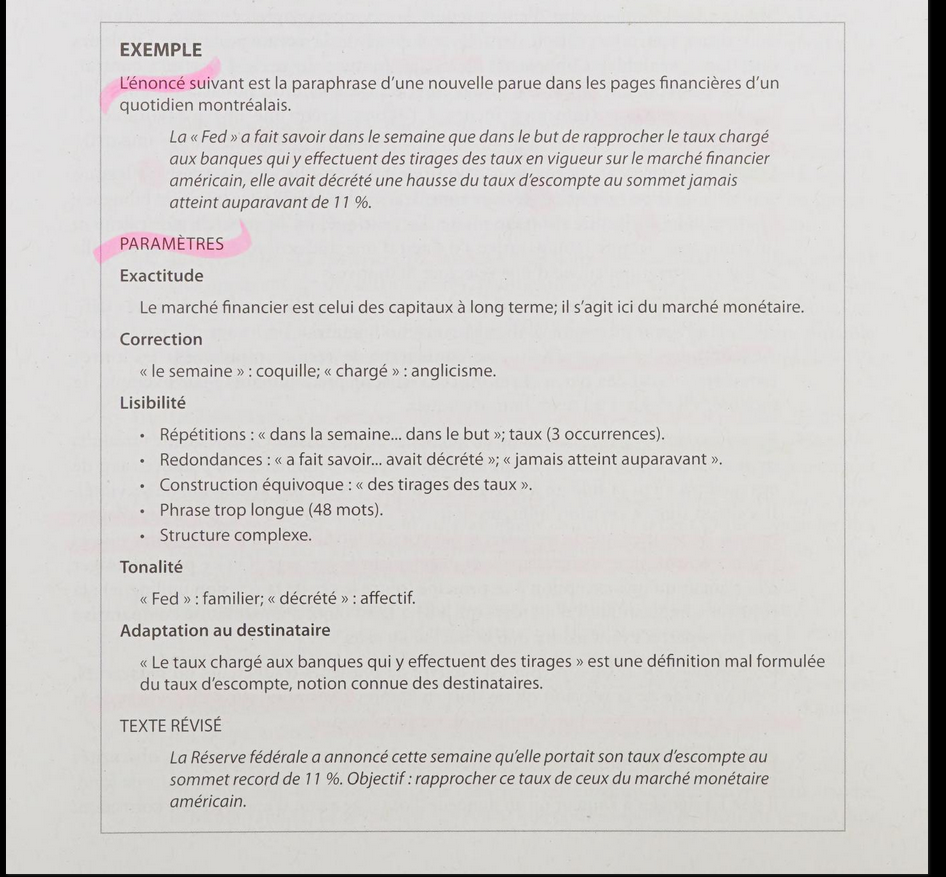 EXEMPLE
L'énoncé suivant est la paraphrase d'une nouvelle parue dans les pages financières d'un
quotidien montréalais.
La « Fed » a fait savoir dans le semaine que dans le but de rapprocher le taux chargé
aux banques qui y effectuent des tirages des taux en vigueur sur le marché financier
américain, elle avait décrété une hausse du taux d'escompte au sommet jamais
atteint auparavant de 11 %.
PARAMÈTRES
Exactitude
Le marché financier est celui des capitaux à long terme; il s'agit ici du marché monétaire.
Correction
« le semaine » : coquille; « chargé » : anglicisme.
Lisibilité
• Répétitions : « dans la semaine... dans le but »; taux (3 occurrences).
• Redondances : « a fait savoir... avait décrété »; « jamais atteint auparavant ».
• Construction équivoque : « des tirages des taux ».
• Phrase trop longue (48 mots).
• Structure complexe.
Tonalité
« Fed » : familier; « décrété » : affectif.
Adaptation au destinataire
« Le taux chargé aux banques qui y effectuent des tirages » est une définition mal formulée
du taux d'escompte, notion connue des destinataires.
TEXTE RÉVISÉ
La Réserve fédérale a annoncé cette semaine qu'elle portait son taux d'escompte au
sommet record de 11 %. Objectif : rapprocher ce taux de ceux du marché monétaire
américain.